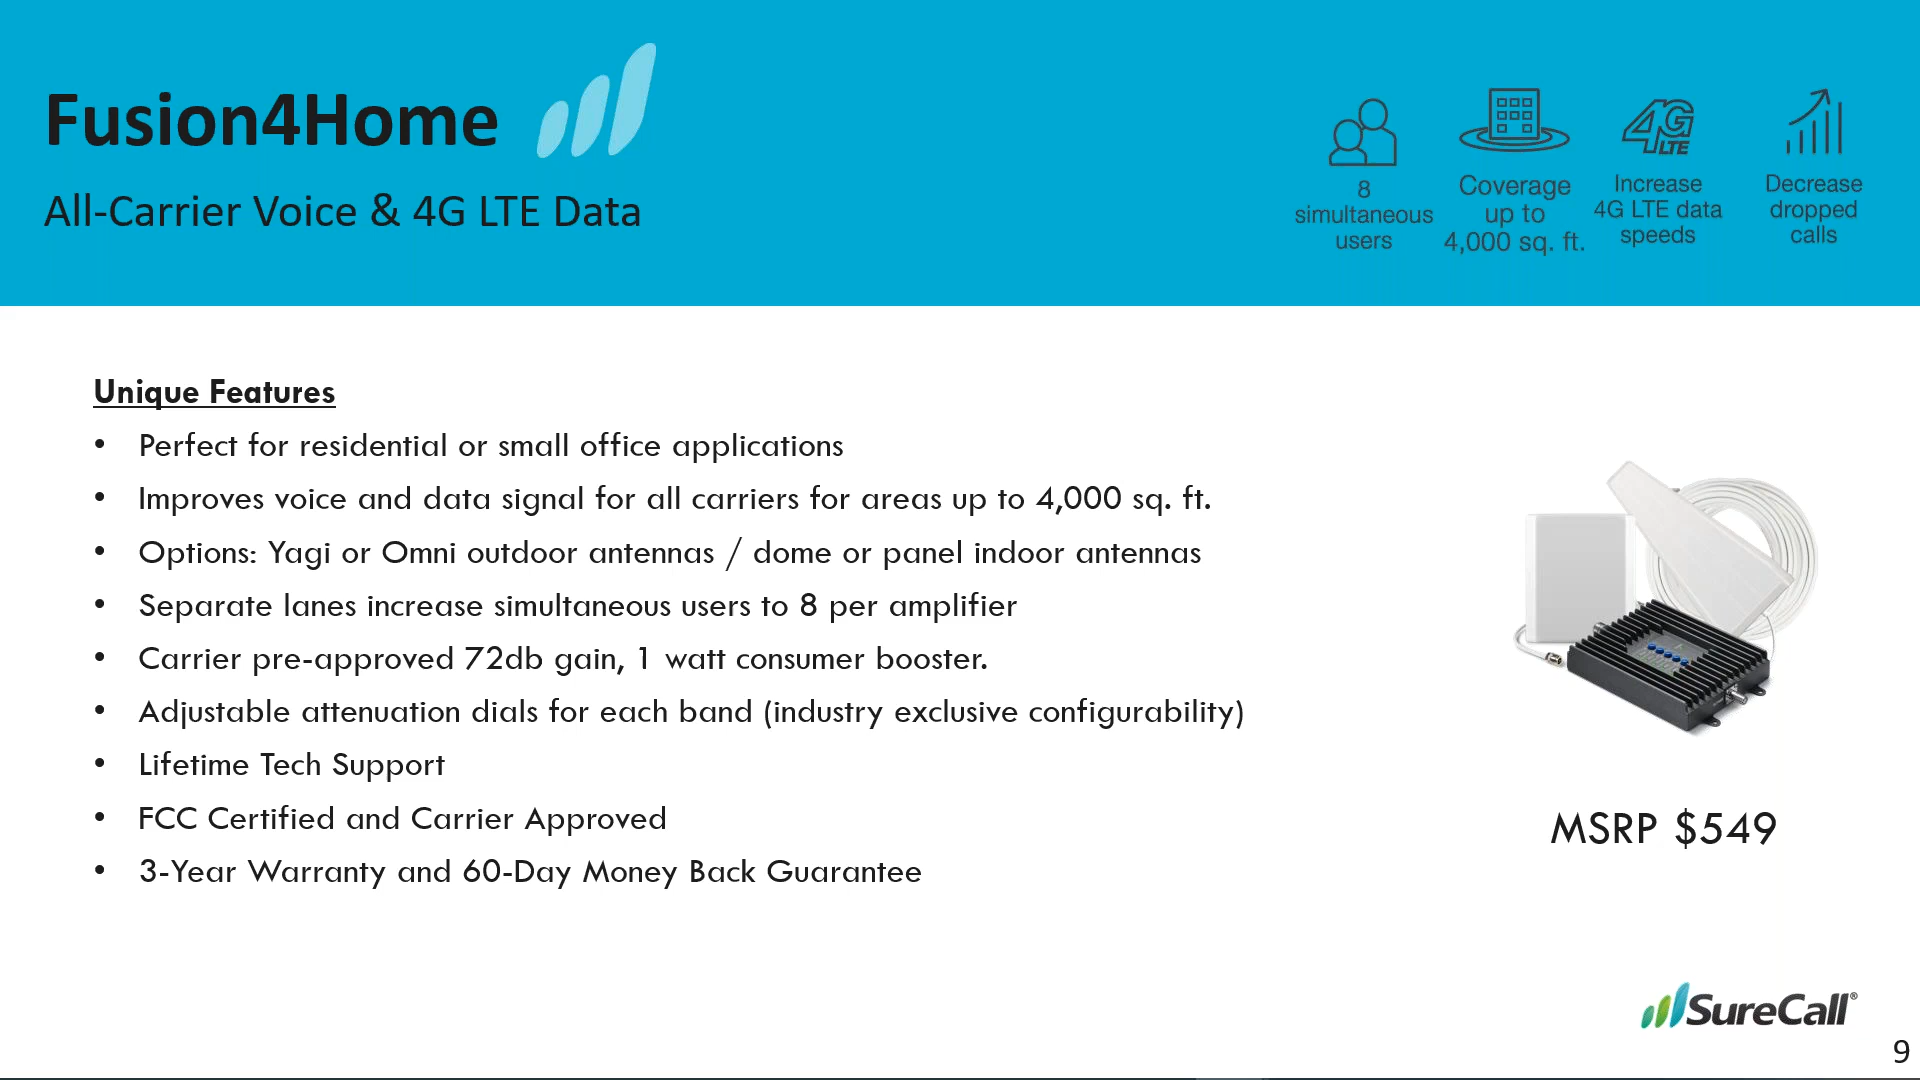 Fusion4Home
All-Carrier Voice & 4G LTE Data
8
simultaneous
users
Coverage
up to
4,000 sq. ft.
4G
LTE
Increase
4G LTE data
speeds
Decrease
dropped
calls
Unique Features
• Perfect for residential or small office applications
• Improves voice and data signal for all carriers for areas up to 4,000 sq. ft.
• Options: Yagi or Omni outdoor antennas / dome or panel indoor antennas
• Separate lanes increase simultaneous users to 8 per amplifier
• Carrier pre-approved 72db gain, 1 watt consumer booster.
• Adjustable attenuation dials for each band (industry exclusive configurability)
• Lifetime Tech Support
• FCC Certified and Carrier Approved
• 3-Year Warranty and 60-Day Money Back Guarantee
MSRP $549
SureCall®
9